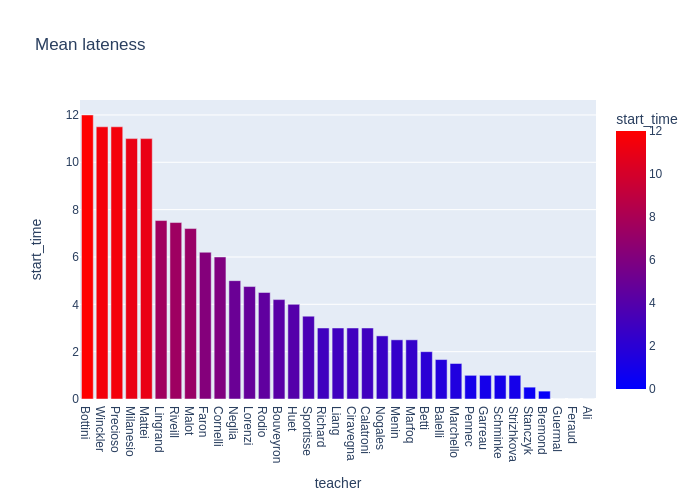 Mean lateness
start_time
12
10
8
6
4
2
0
Bottini
Winckler
Precioso
Milanesio
Mattei
Lingrand
Riveill
Malot
Faron
Cornelli
Neglia
Lorenzi
Rodio
Bouveyron
Huet
Sportisse
Richard
Liang
Ciravegna
Calatroni
Nogales
Menin
Marfoq
Betti
Balelli
Marchello
Pennec
Garreau
Schminke
Strizhkova
Stanczyk
Bremond
Guermal
Feraud
Ali
teacher
start_time
12
10
8
6
4
2
0